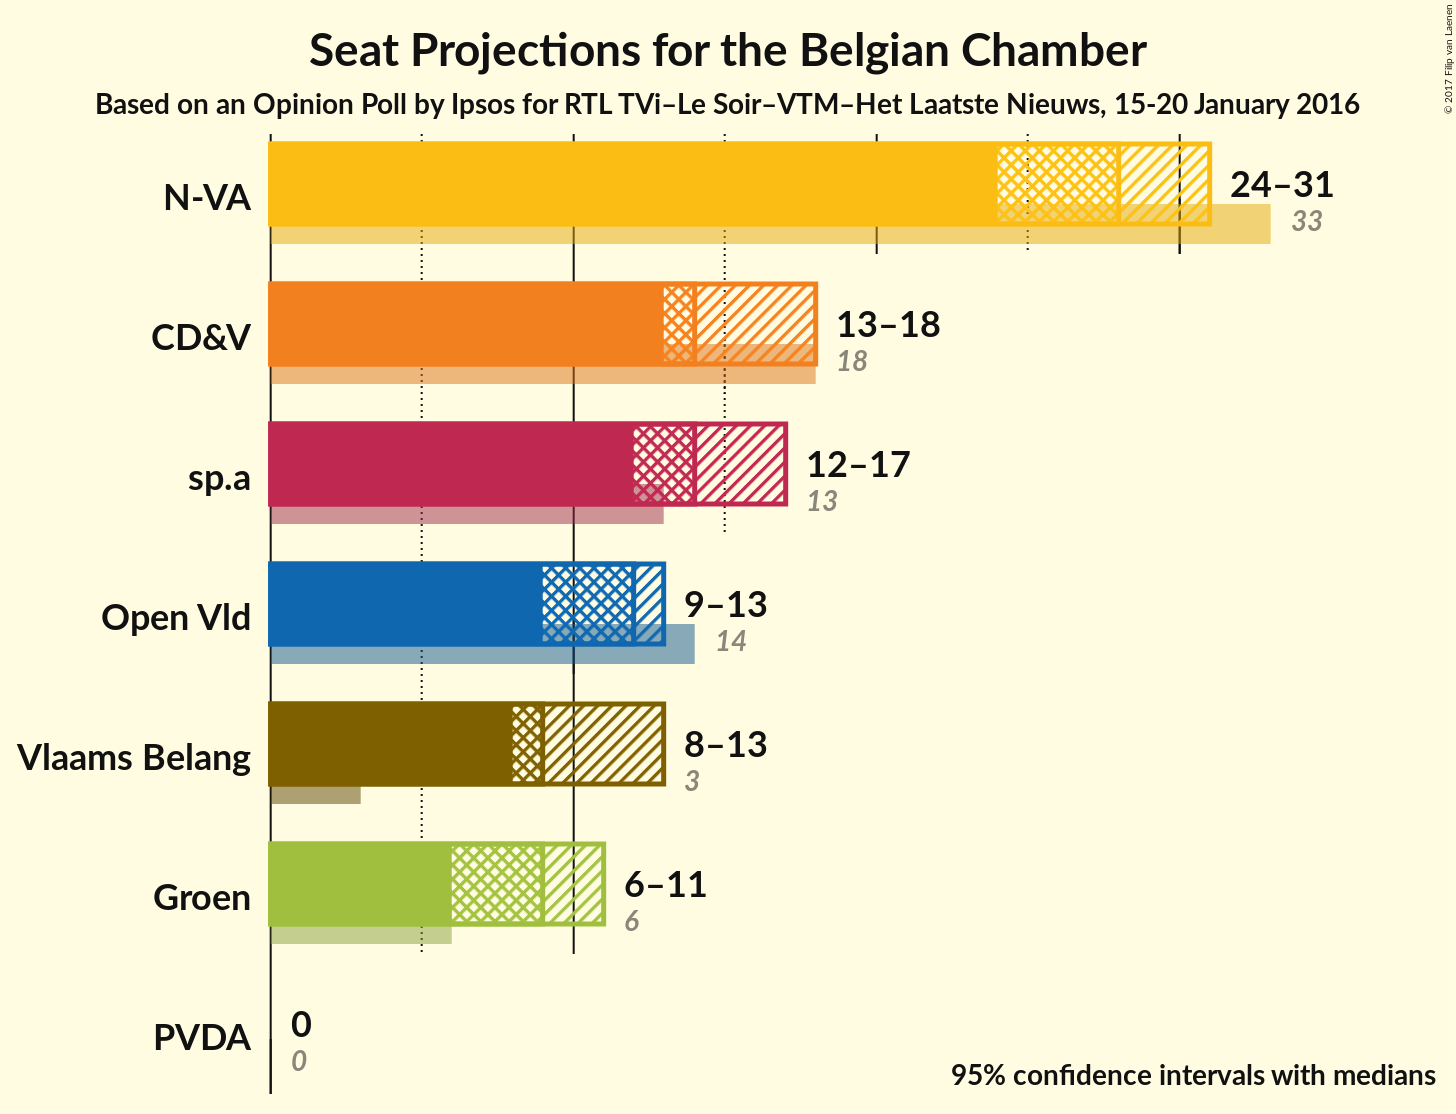 Seat Projections for the Belgian Chamber
Based on an Opinion Poll by Ipsos for RTL TVi–Le Soir–VTM–Het Laatste Nieuws, 15-20 January 2016
© 2017 Filip van Laenen
N-VA
24–31
33
CD&V
13–18
18
sp.a
12–17
13
Open Vld
9–13
14
Vlaams Belang
8–13
3
Groen
6–11
6
PVDA
0
0
95% confidence intervals with medians